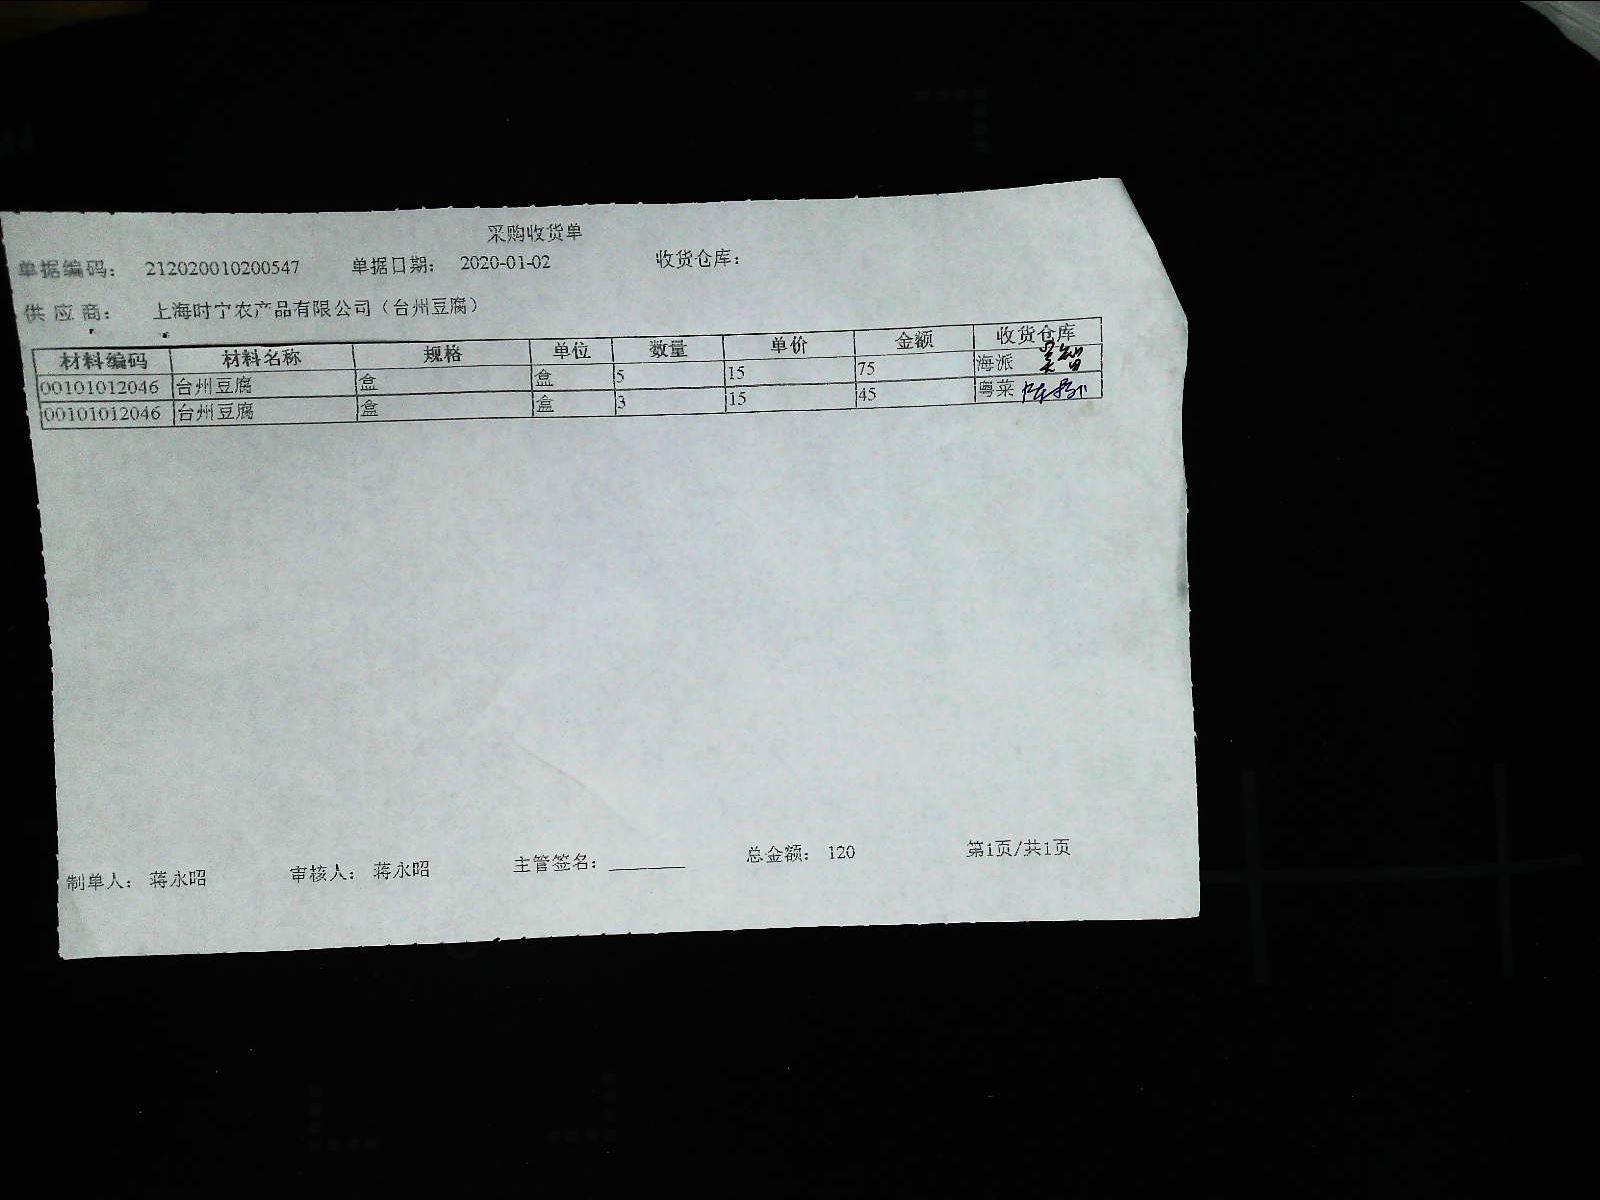 采购收货单
单据编码： 212020010200547 单据日期： 2020-01-02 收货仓库：
供应商： 上海时宁农产品有限公司（台州豆腐）
材料编码 材料名称 规格 单位 数量 单价 金额 收货仓库
00101012046 台州豆腐 盒 盒 5 15 75 海派
00101012046 台州豆腐 盒 盒 3 15 45 粤菜
制单人： 蒋永昭 审核人： 蒋永昭 主管签名： 总金额： 120 第1页/共1页